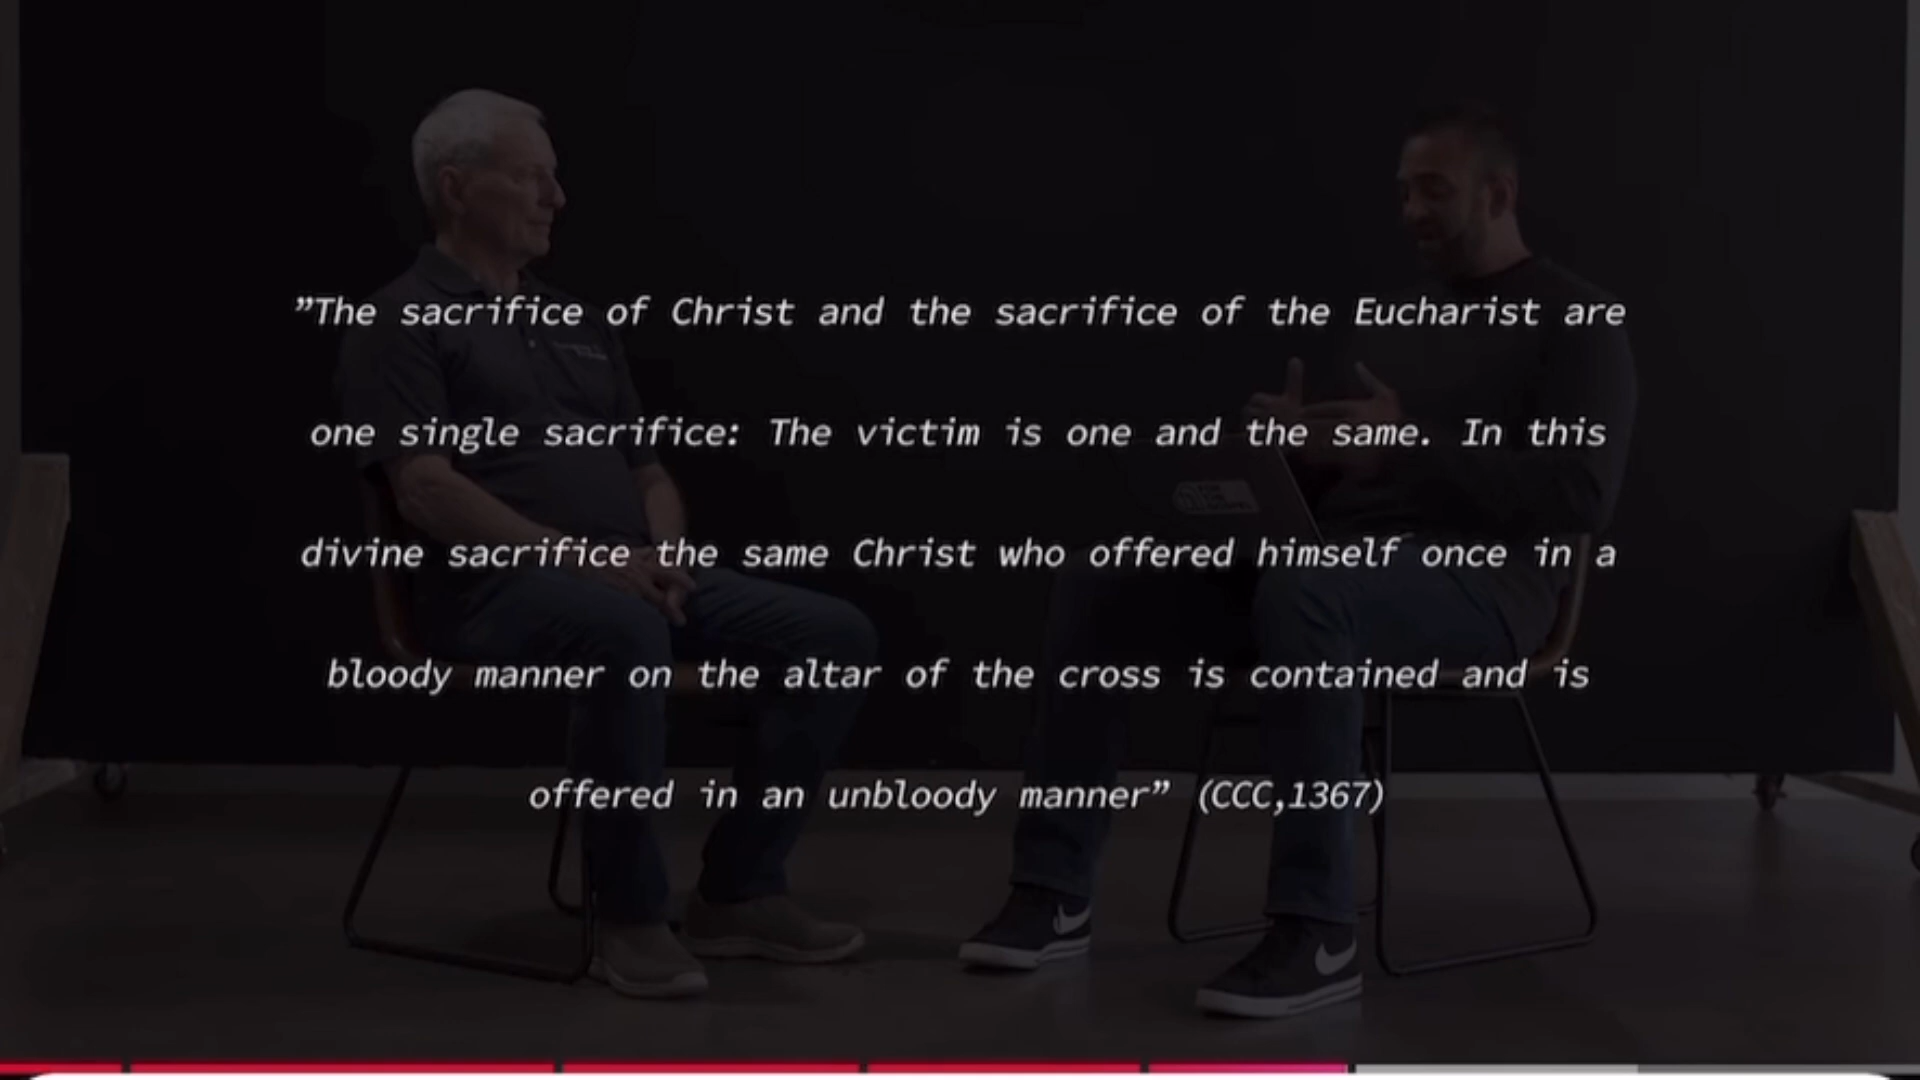 ”The sacrifice of Christ and the sacrifice of the Eucharist are
one single sacrifice: The victim is one and the same. In this
divine sacrifice the same Christ who offered himself once in a
bloody manner on the altar of the cross is contained and is
offered in an unbloody manner” (CCC,1367)